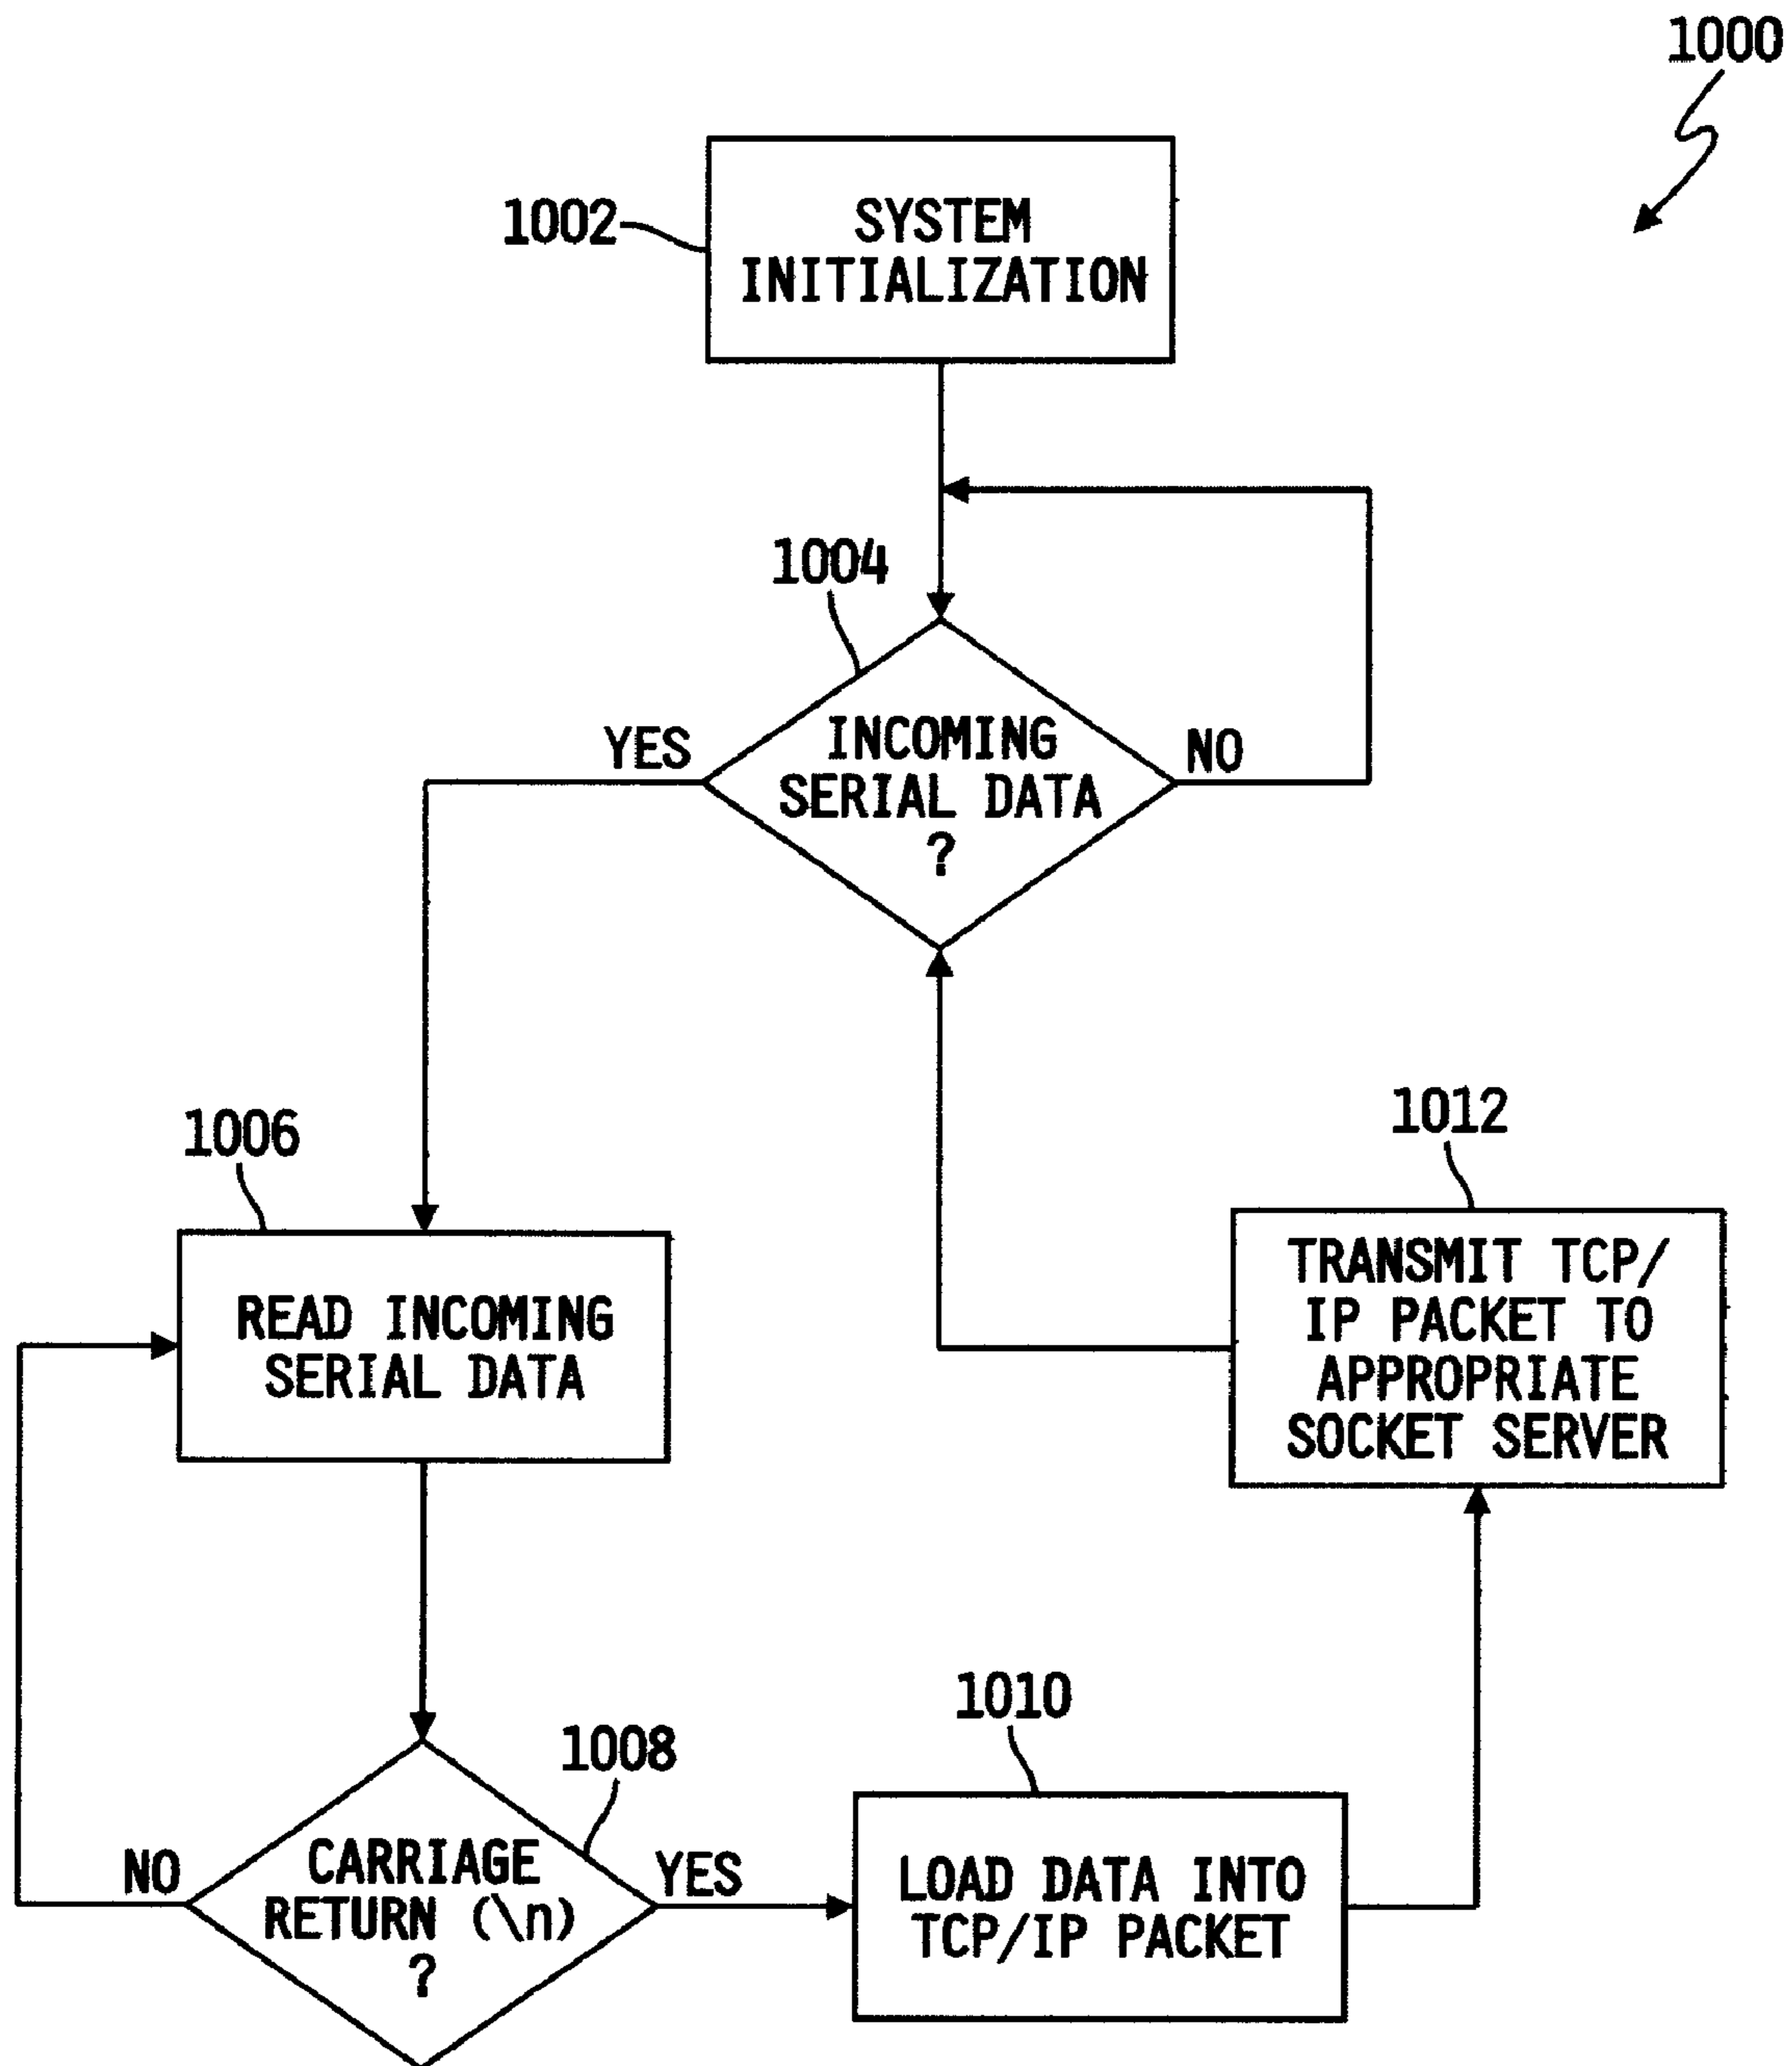 1000
1002
SYSTEM
INITIALIZATION
1004
INCOMING
SERIAL DATA
?
YES
NO
1006
READ INCOMING
SERIAL DATA
1012
TRANSMIT TCP/
IP PACKET TO
APPROPRIATE
SOCKET SERVER
1008
CARRIAGE
RETURN (\n)
?
NO
YES
1010
LOAD DATA INTO
TCP/IP PACKET